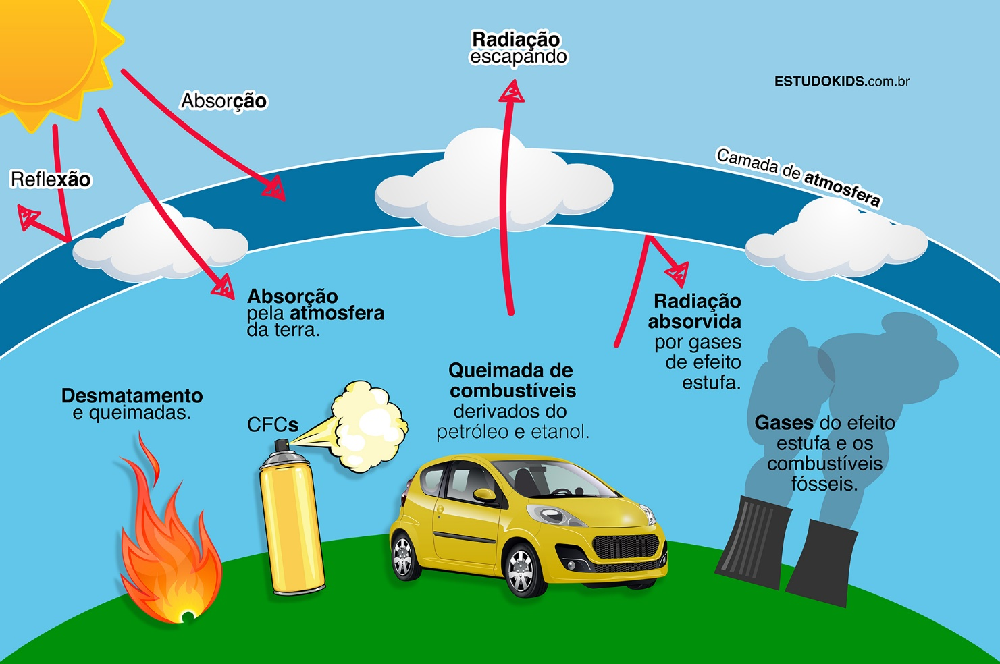 Radiação
escapando
ESTUDOKIDS.com.br
Absorção
Camada de atmosfera
Reflexão
Absorção
pela atmosfera
da terra.
Radiação
absorvida
por gases
de efeito
estufa.
Queimada de
combustíveis
derivados do
petróleo e etanol.
Desmatamento
e queimadas.
CFCs
Gases do efeito
estufa e os
combustíveis
fósseis.